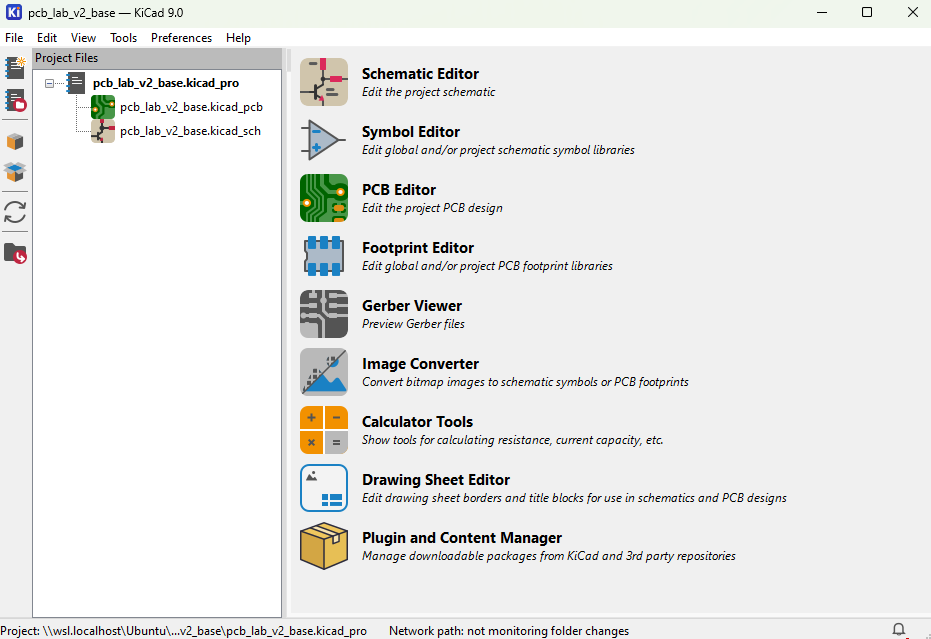 pcb_lab_v2_base — KiCad 9.0
File Edit View Tools Preferences Help
Project Files
pcb_lab_v2_base.kicad_pro
pcb_lab_v2_base.kicad_pcb
pcb_lab_v2_base.kicad_sch
Schematic Editor
Edit the project schematic
Symbol Editor
Edit global and/or project schematic symbol libraries
PCB Editor
Edit the project PCB design
Footprint Editor
Edit global and/or project PCB footprint libraries
Gerber Viewer
Preview Gerber files
Image Converter
Convert bitmap images to schematic symbols or PCB footprints
Calculator Tools
Show tools for calculating resistance, current capacity, etc.
Drawing Sheet Editor
Edit drawing sheet borders and title blocks for use in schematics and PCB designs
Plugin and Content Manager
Manage downloadable packages from KiCad and 3rd party repositories
Project: \\wsl.localhost\Ubuntu\...v2_base\pcb_lab_v2_base.kicad_pro Network path: not monitoring folder changes